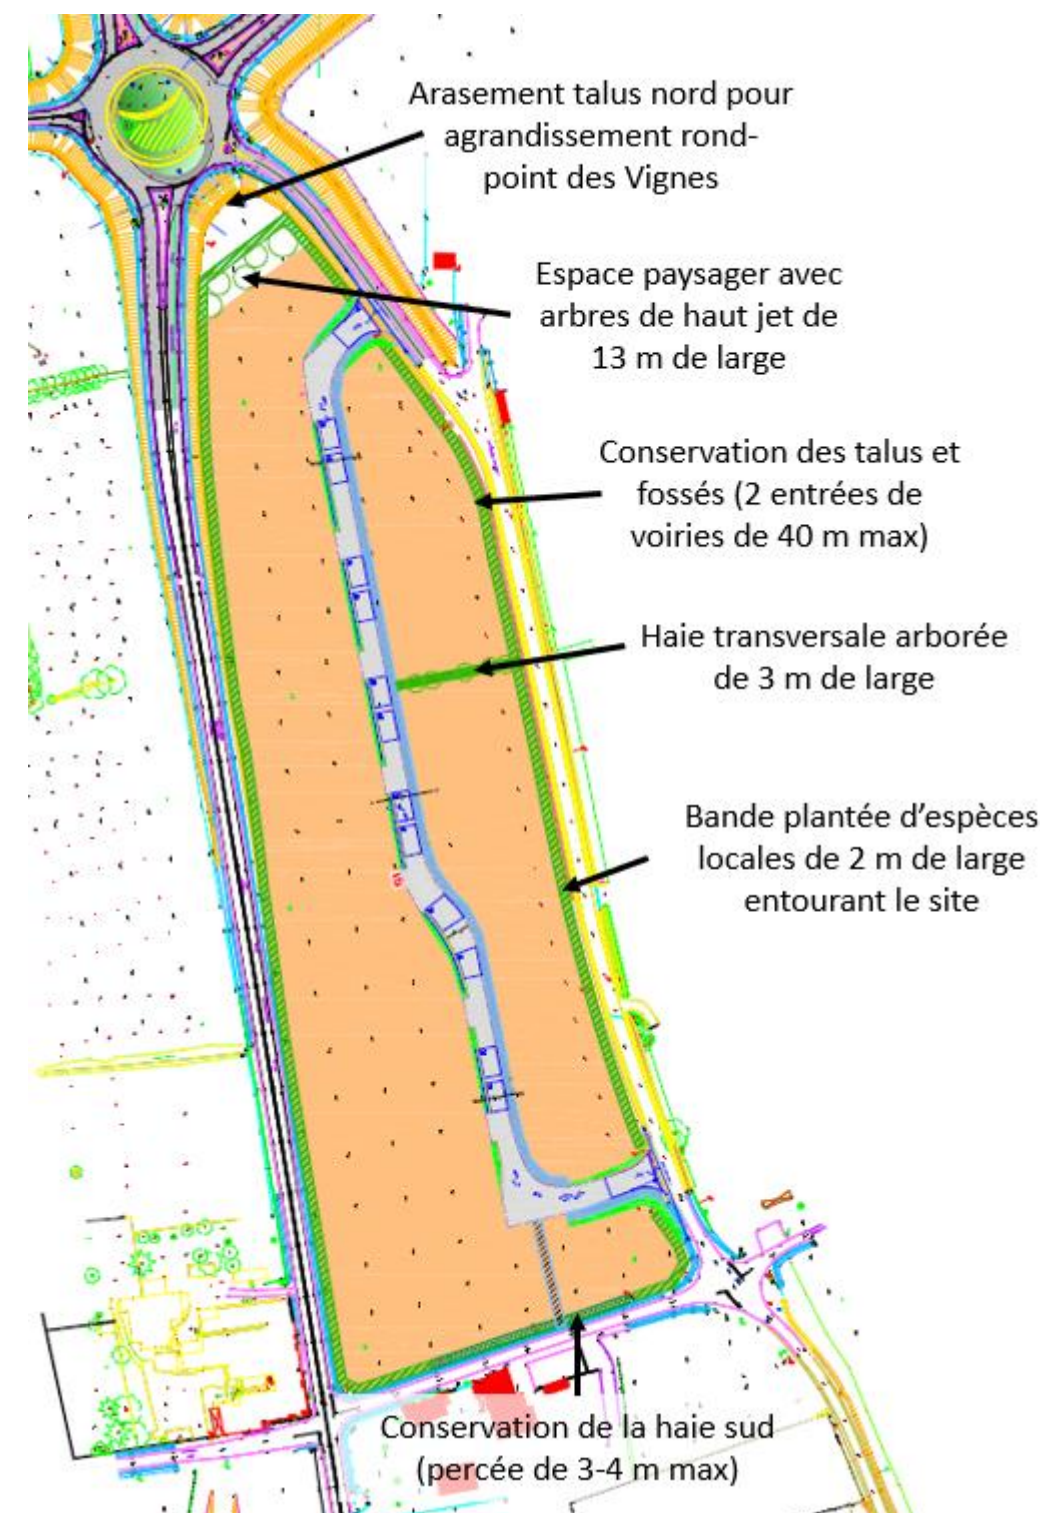 Arasement talus nord pour
agrandissement rond-
point des Vignes
Espace paysager avec
arbres de haut jet de
13 m de large
Conservation des talus et
fossés (2 entrées de
voiries de 40 m max)
Haie transversale arborée
de 3 m de large
Bande plantée d’espèces
locales de 2 m de large
entourant le site
Conservation de la haie sud
(percée de 3-4 m max)